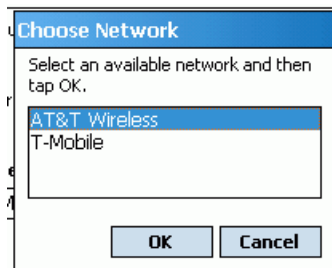 Choose Network
Select an available network and then
tap OK.
AT&T Wireless
T-Mobile
OK Cancel